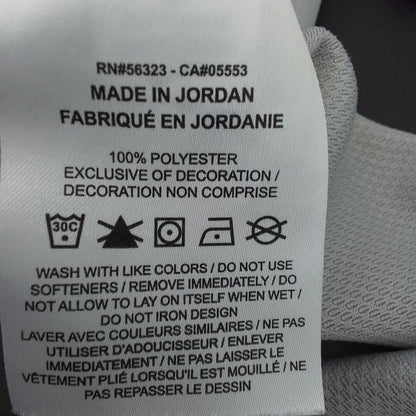 RN#56323 - CA#05553
MADE IN JORDAN
FABRIQUÉ EN JORDANIE
100% POLYESTER
EXCLUSIVE OF DECORATION /
DECORATION NON COMPRISE
30C
WASH WITH LIKE COLORS / DO NOT USE
SOFTENERS / REMOVE IMMEDIATELY / DO
NOT ALLOW TO LAY ON ITSELF WHEN WET /
DO NOT IRON DESIGN
LAVER AVEC COULEURS SIMILAIRES / NE PAS
UTILISER D'ADOUCISSEUR / ENLEVER
IMMEDIATEMENT / NE PAS LAISSER LE
VÊTEMENT PLIÉ LORSQU'IL EST MOUILLÉ / NE
PAS REPASSER LE DESSIN